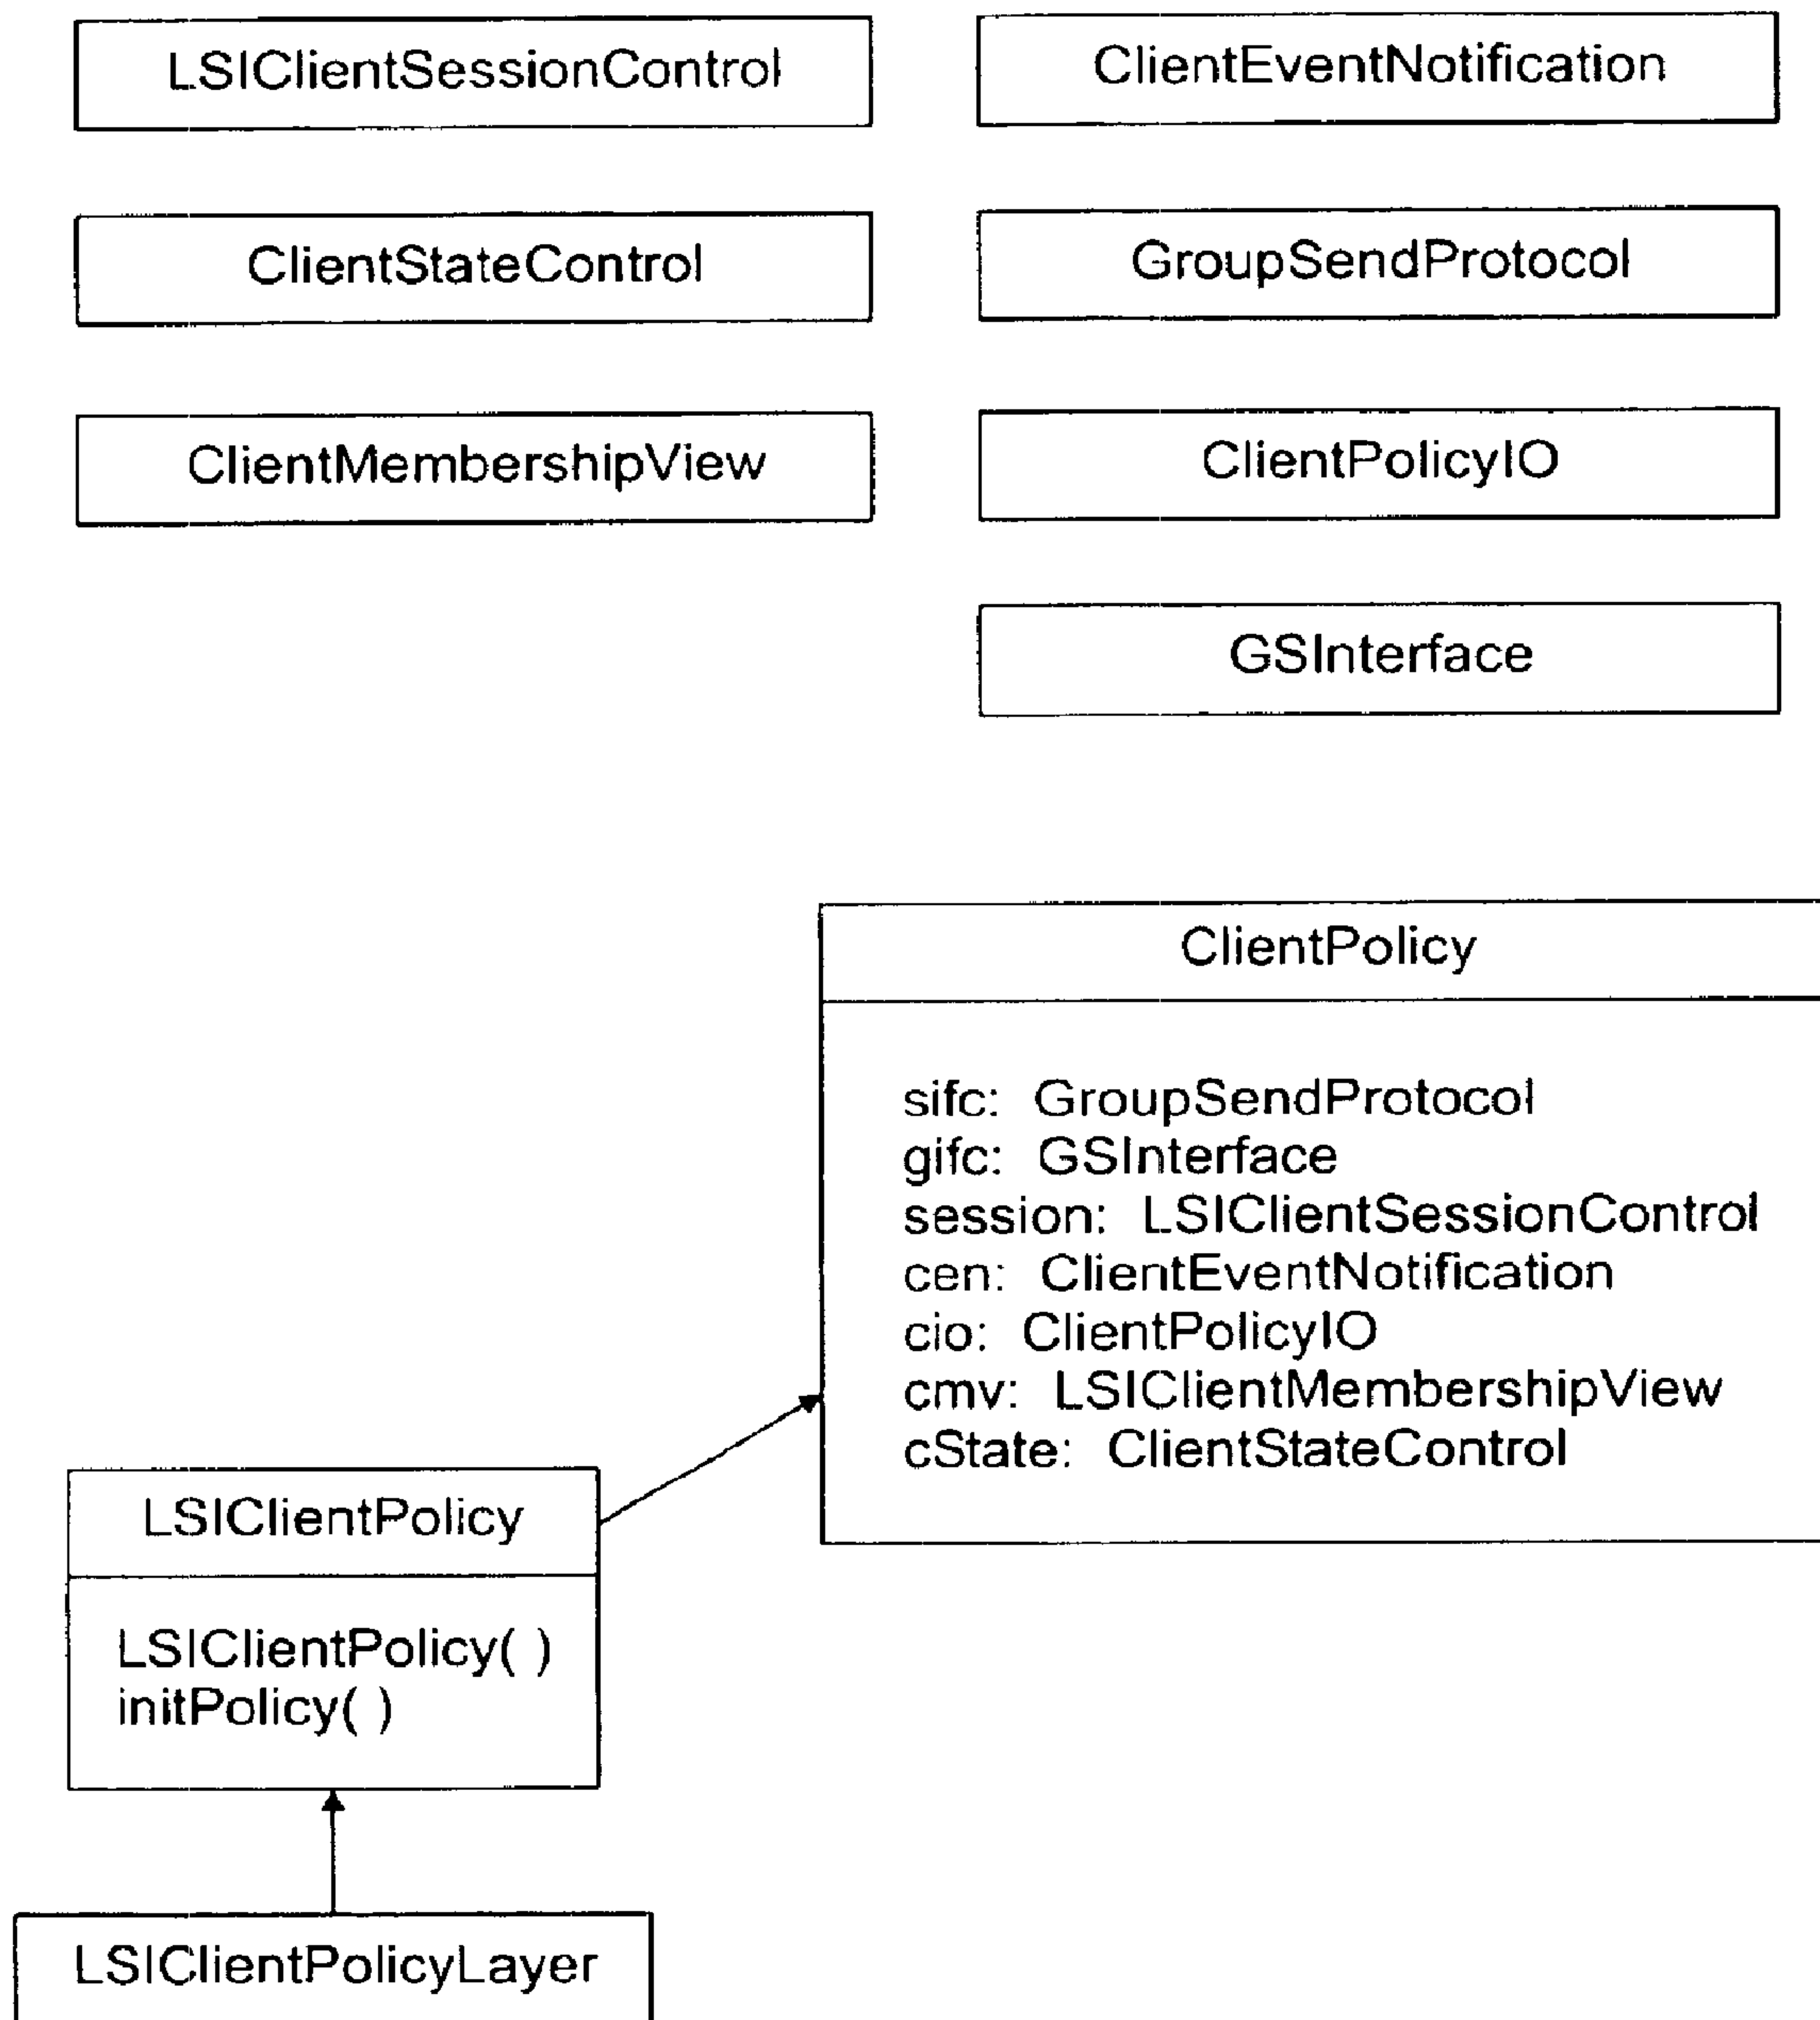 LSIClientSessionControl
ClientEventNotification
ClientStateControl
GroupSendProtocol
ClientMembershipView
ClientPolicyIO
GSInterface
ClientPolicy
sifc: GroupSendProtocol
gifc: GSInterface
session: LSIClientSessionControl
cen: ClientEventNotification
cio: ClientPolicyIO
cmv: LSIClientMembershipView
cState: ClientStateControl
LSIClientPolicy
LSIClientPolicy( )
initPolicy( )
LSIClientPolicyLayer